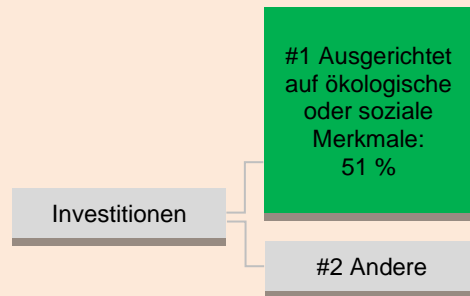 #1 Ausgerichtet
auf ökologische
oder soziale
Merkmale:
51 %
Investitionen
#2 Andere